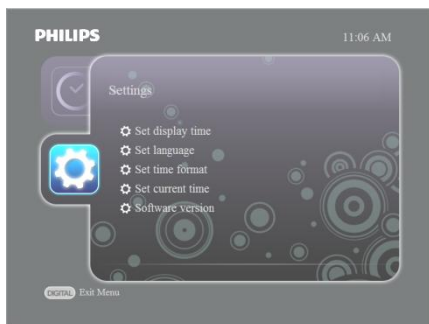 PHILIPS
11:06 AM
Settings
Set display time
Set language
Set time format
Set current time
Software version
DIGITAL Exit Menu